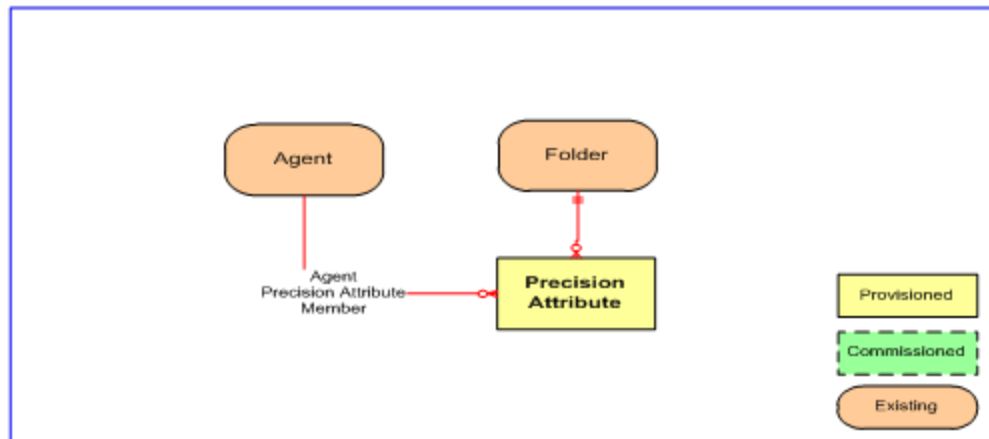 Agent
Folder
Agent
Precision Attribute
Member
Precision
Attribute
Provisioned
Commissioned
Existing